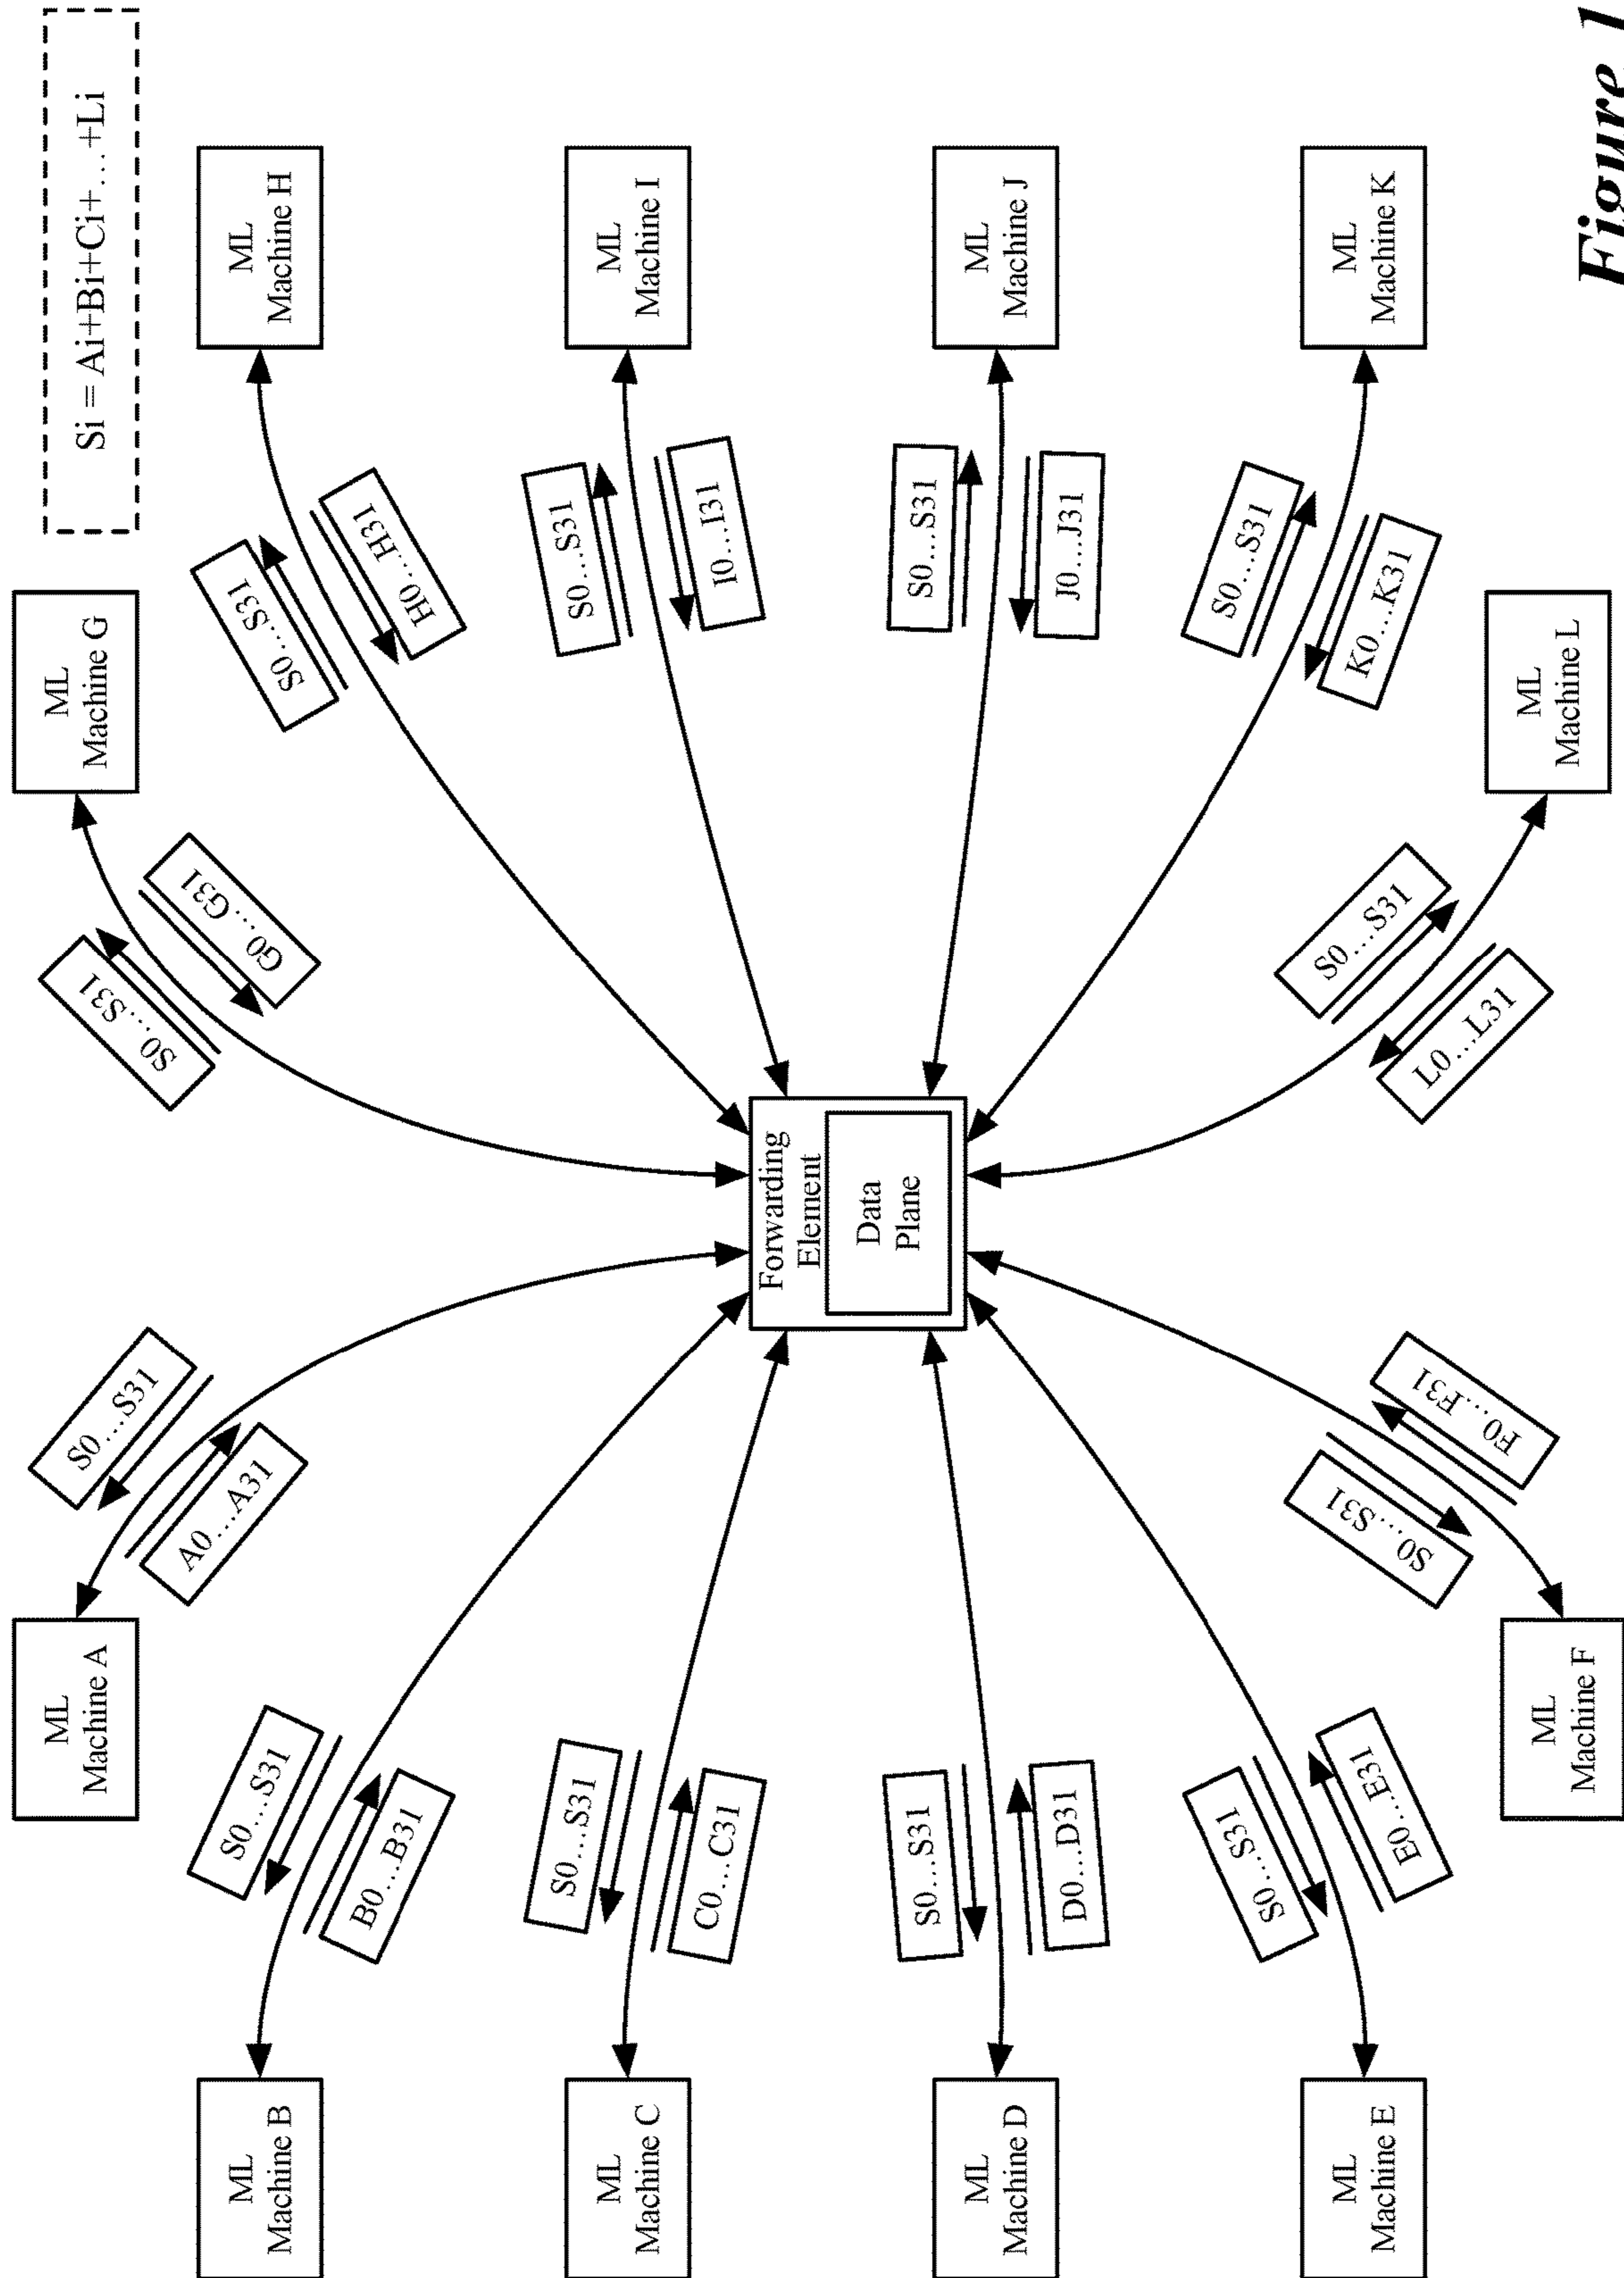 ML
Machine A
ML
Machine G
Si = Ai+Bi+Ci+…+Li
S0…S31
A0…A31
S0…S31
G0…G31
ML
Machine B
S0…S31
B0…B31
S0…S31
H0…H31
ML
Machine H
ML
Machine C
S0…S31
C0…C31
S0…S31
I0…I31
ML
Machine I
Forwarding
Element
Data
Plane
ML
Machine D
S0…S31
D0…D31
S0…S31
J0…J31
ML
Machine J
ML
Machine E
S0…S31
E0…E31
S0…S31
K0…K31
ML
Machine K
S0…S31
F0…F31
S0…S31
L0…L31
ML
Machine F
ML
Machine L
Figure 1